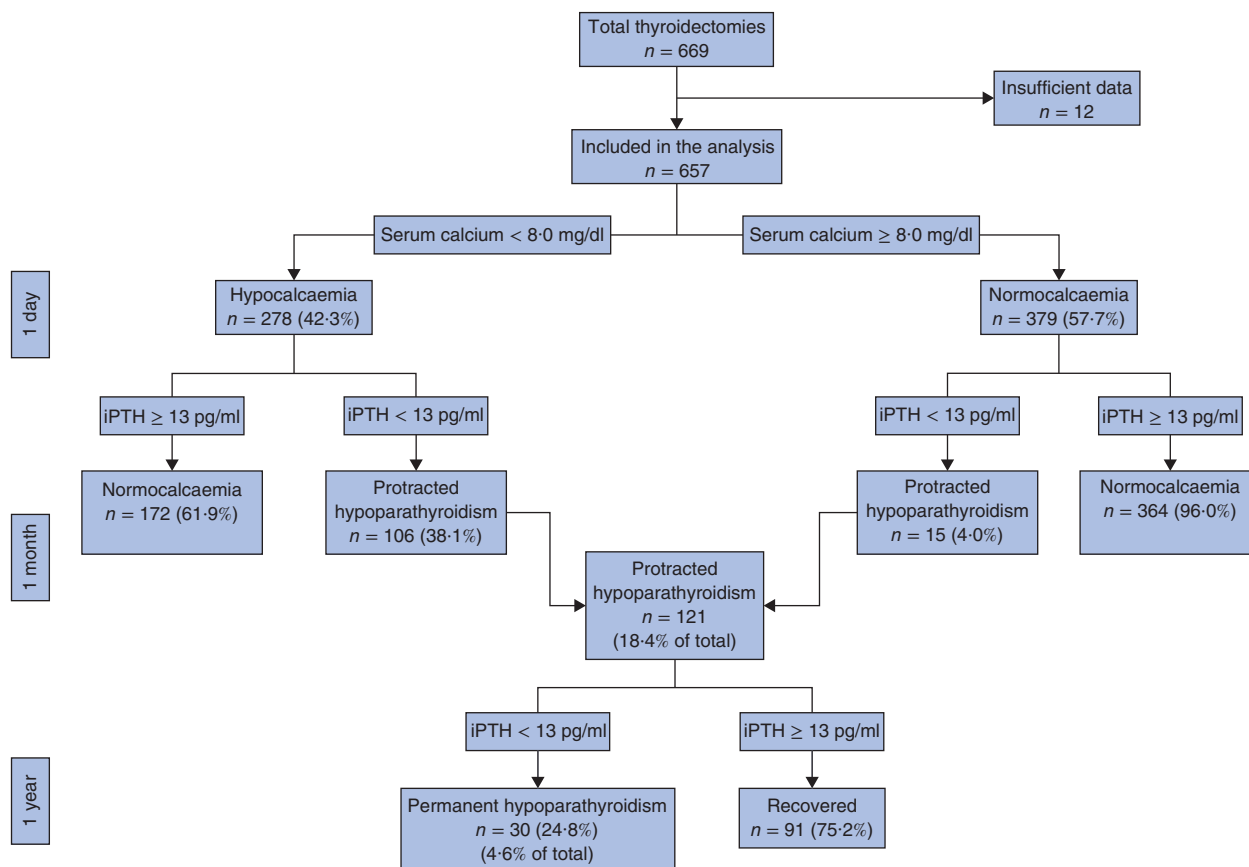 Total thyroidectomies
n = 669
Insufficient data
n = 12
Included in the analysis
n = 657
Serum calcium < 8·0 mg/dl
Serum calcium ≥ 8·0 mg/dl
1 day
Hypocalcaemia
n = 278 (42·3%)
Normocalcaemia
n = 379 (57·7%)
iPTH ≥ 13 pg/ml
iPTH < 13 pg/ml
iPTH < 13 pg/ml
iPTH ≥ 13 pg/ml
1 month
Normocalcaemia
n = 172 (61·9%)
Protracted
hypoparathyroidism
n = 106 (38·1%)
Protracted
hypoparathyroidism
n = 15 (4·0%)
Normocalcaemia
n = 364 (96·0%)
Protracted
hypoparathyroidism
n = 121
(18·4% of total)
iPTH < 13 pg/ml
iPTH ≥ 13 pg/ml
1 year
Permanent hypoparathyroidism
n = 30 (24·8%)
(4·6% of total)
Recovered
n = 91 (75·2%)